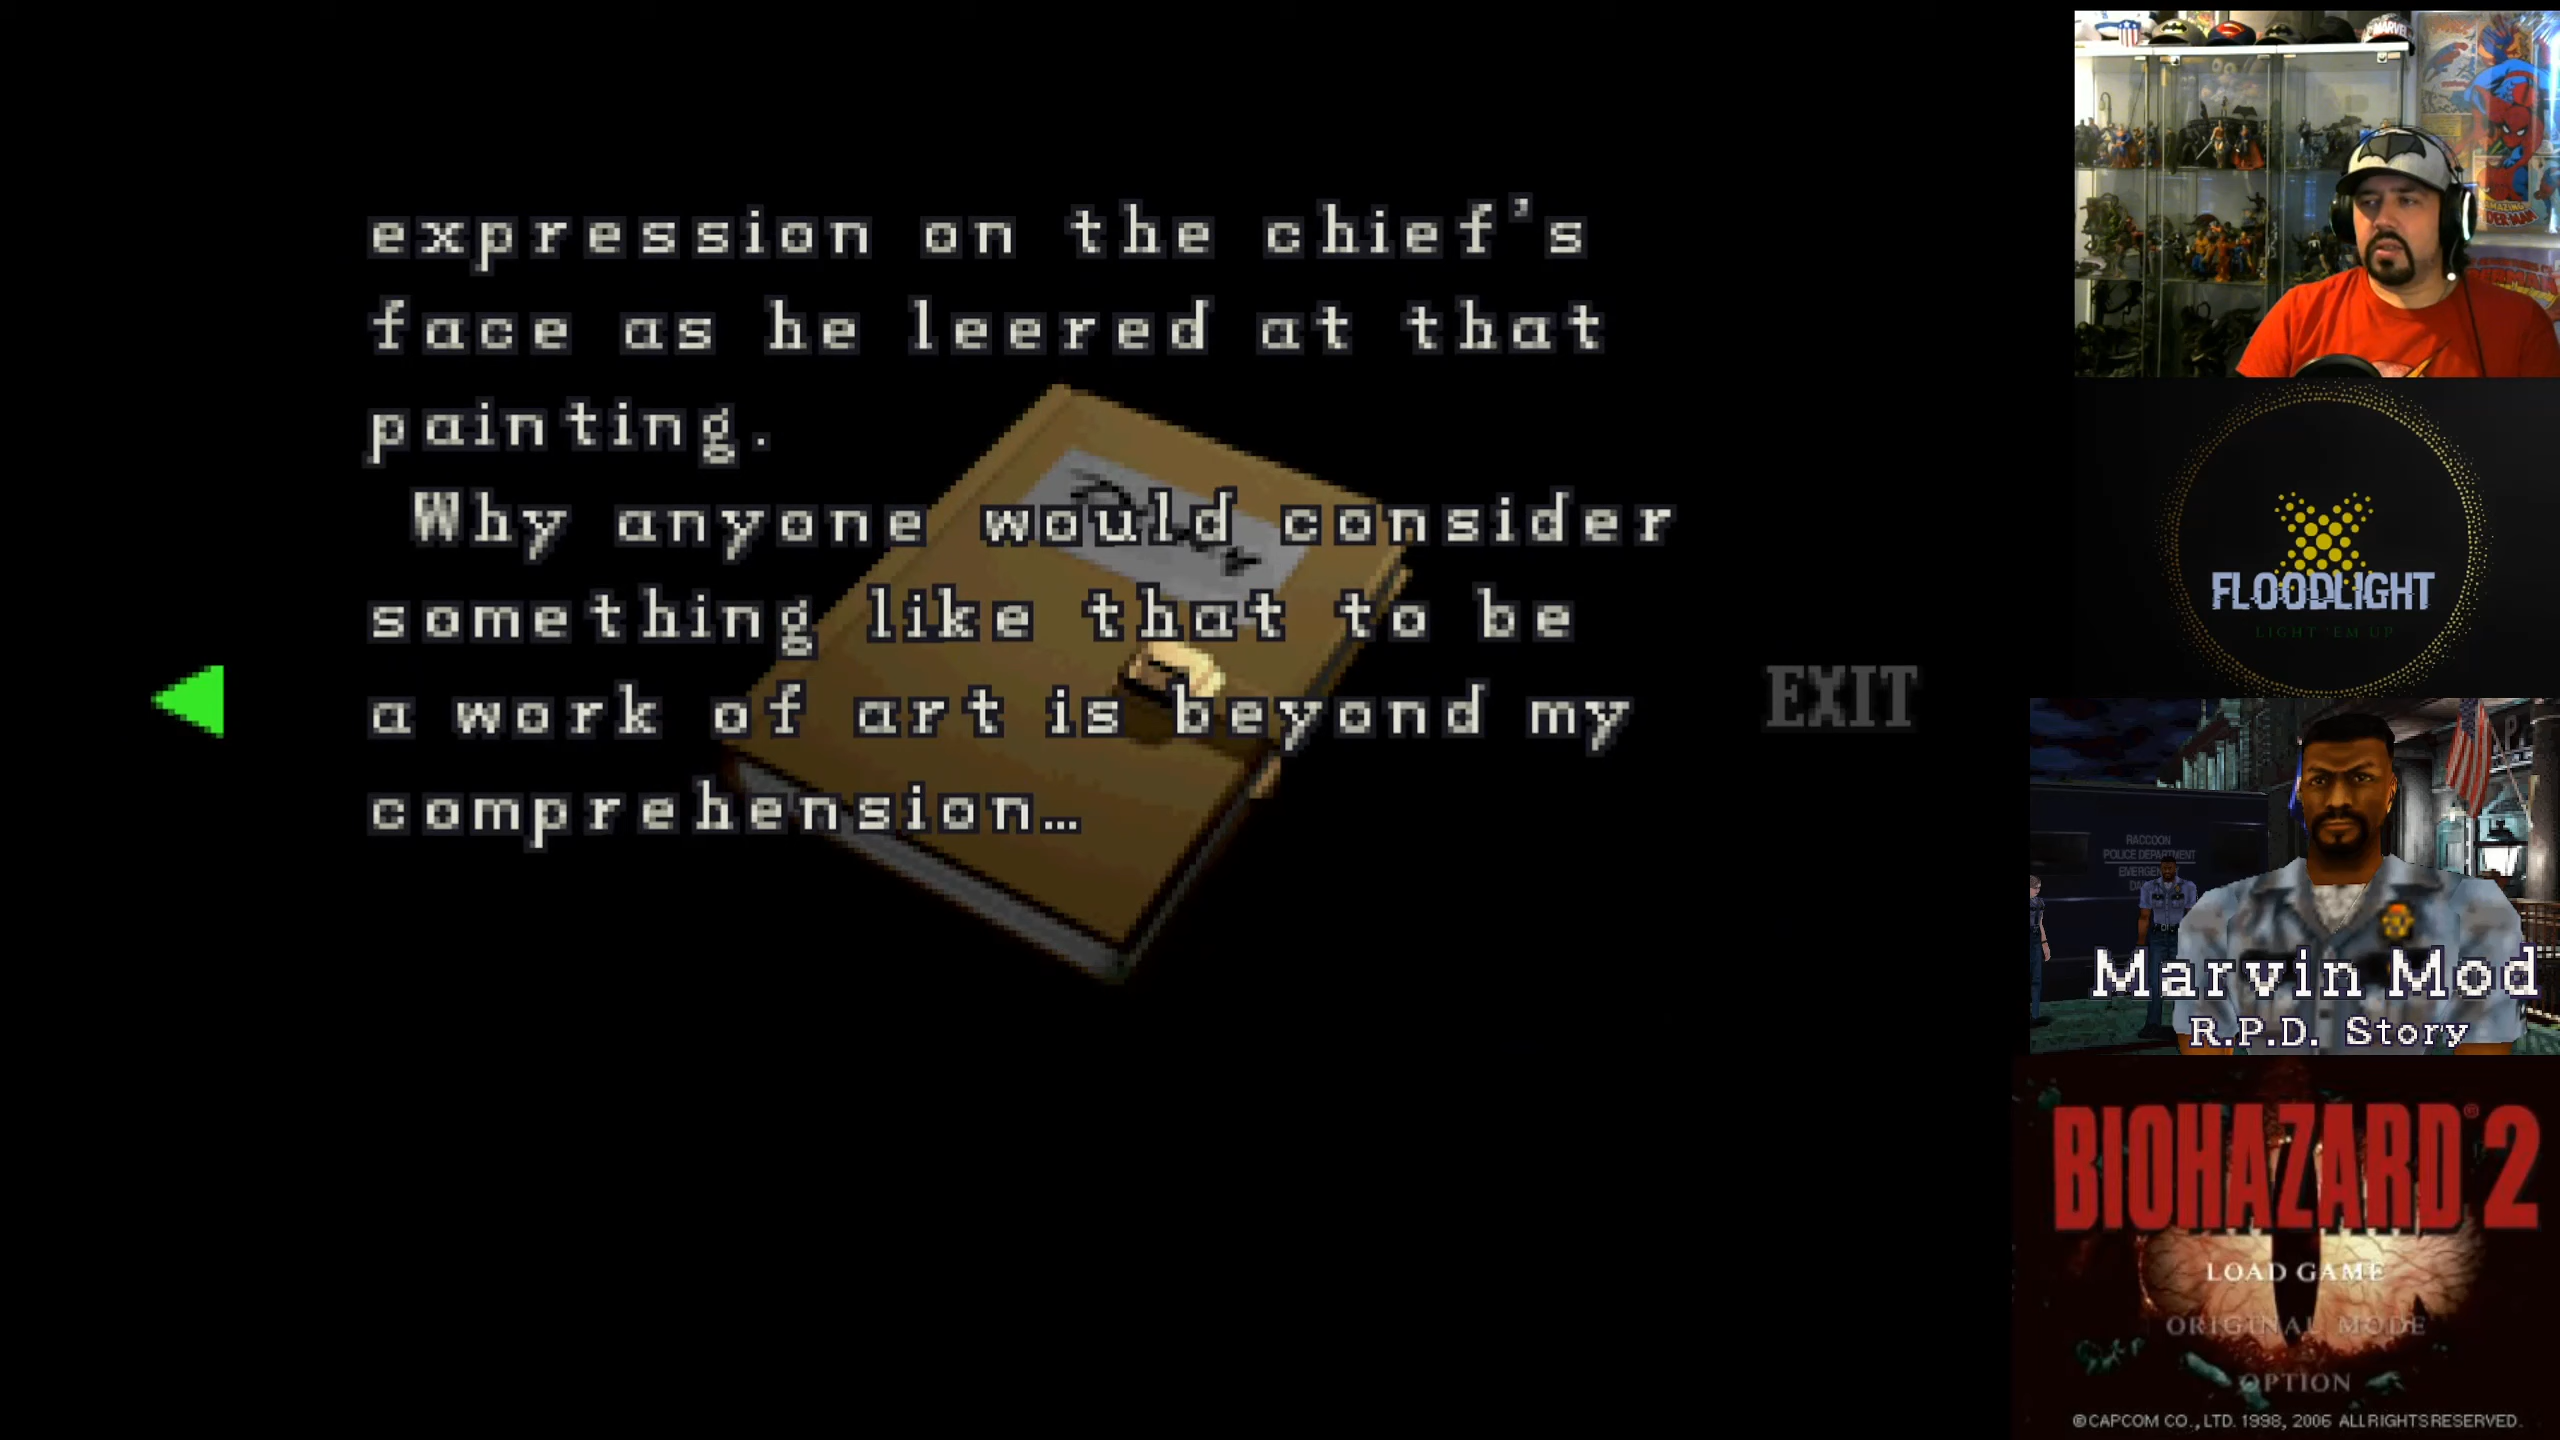 expression on the chief's
face as he leered at that
painting.
Why anyone would consider
something like that to be
a work of art is beyond my
comprehension…
EXIT
Diary
MARVEL
FLOODLIGHT
LIGHT 'EM UP
RACCOON
POLICE DEPARTMENT
Marvin Mod
R.P.D. Story
BIOHAZARD® 2
LOAD GAME
ORIGINAL MODE
OPTION
©CAPCOM CO., LTD. 1998, 2006 ALL RIGHTS RESERVED.